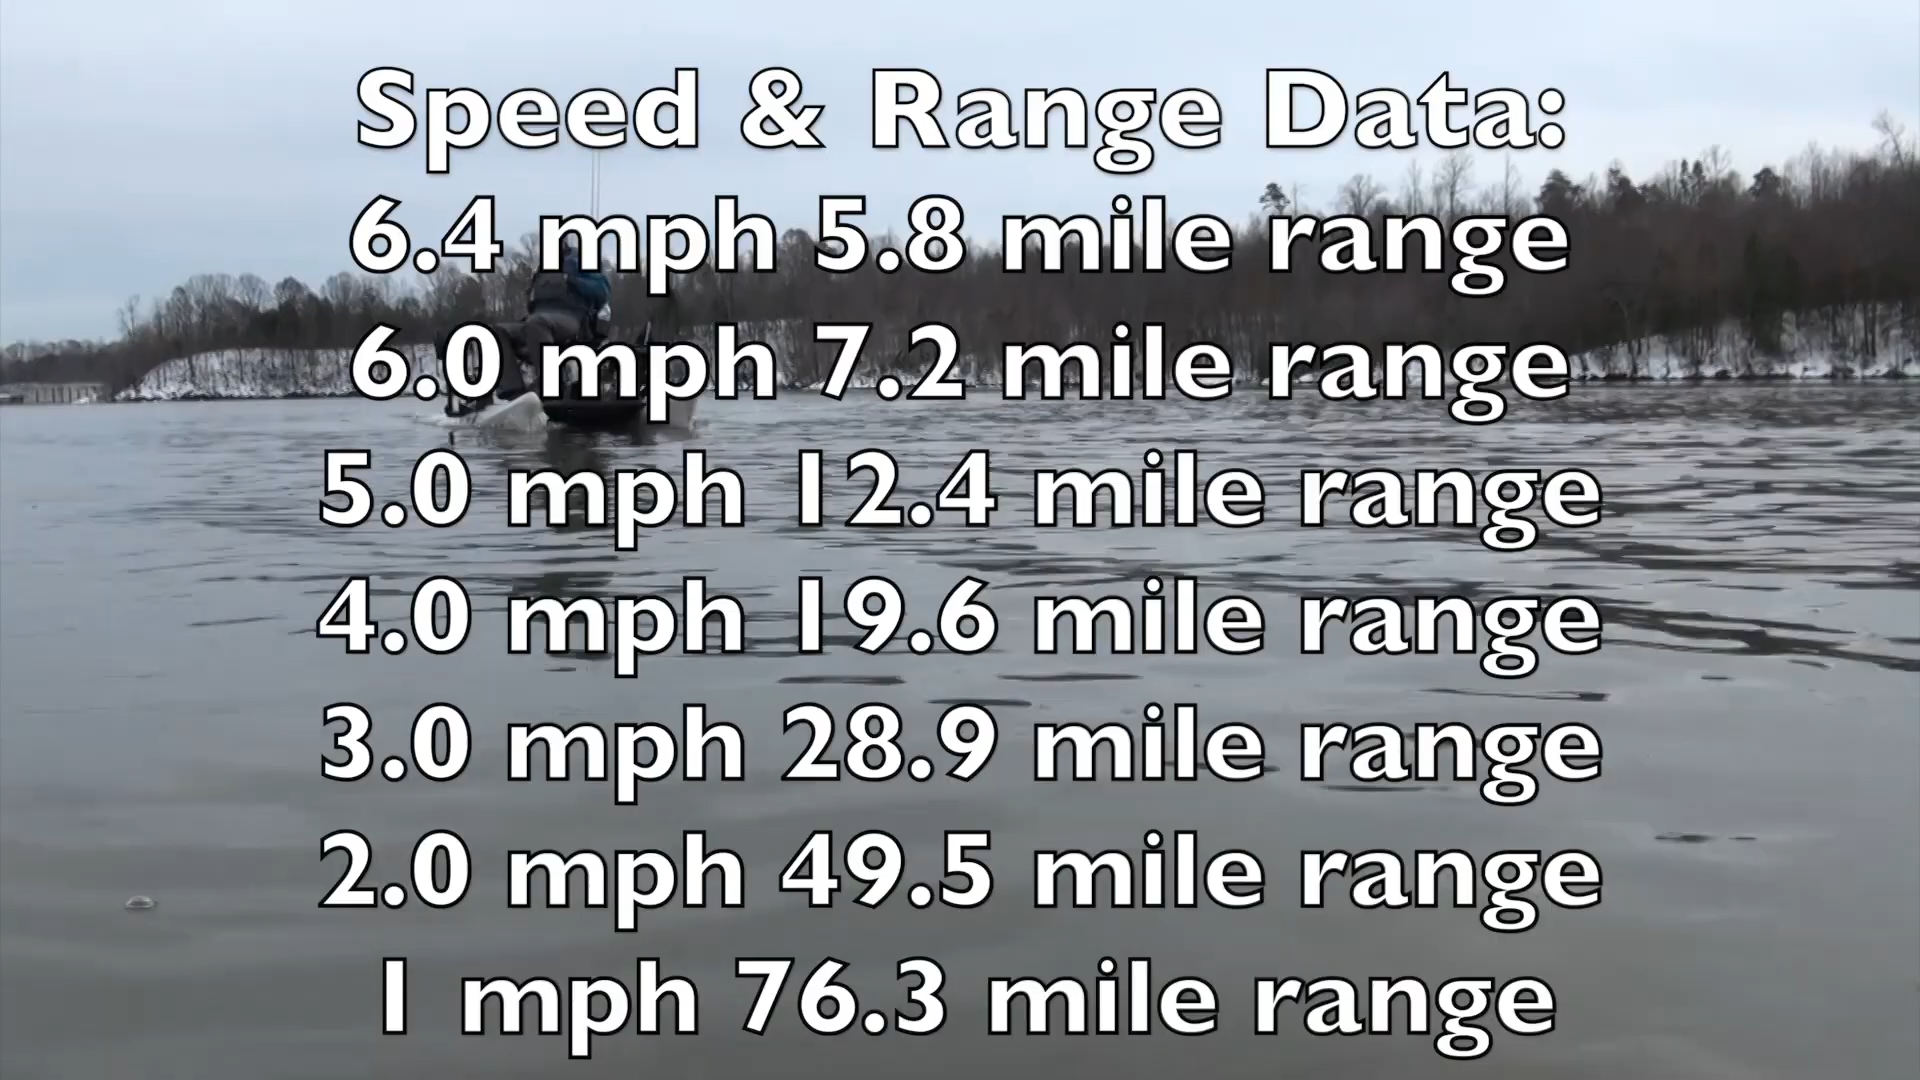 Speed & Range Data:
6.4 mph 5.8 mile range
6.0 mph 7.2 mile range
5.0 mph 12.4 mile range
4.0 mph 19.6 mile range
3.0 mph 28.9 mile range
2.0 mph 49.5 mile range
1 mph 76.3 mile range